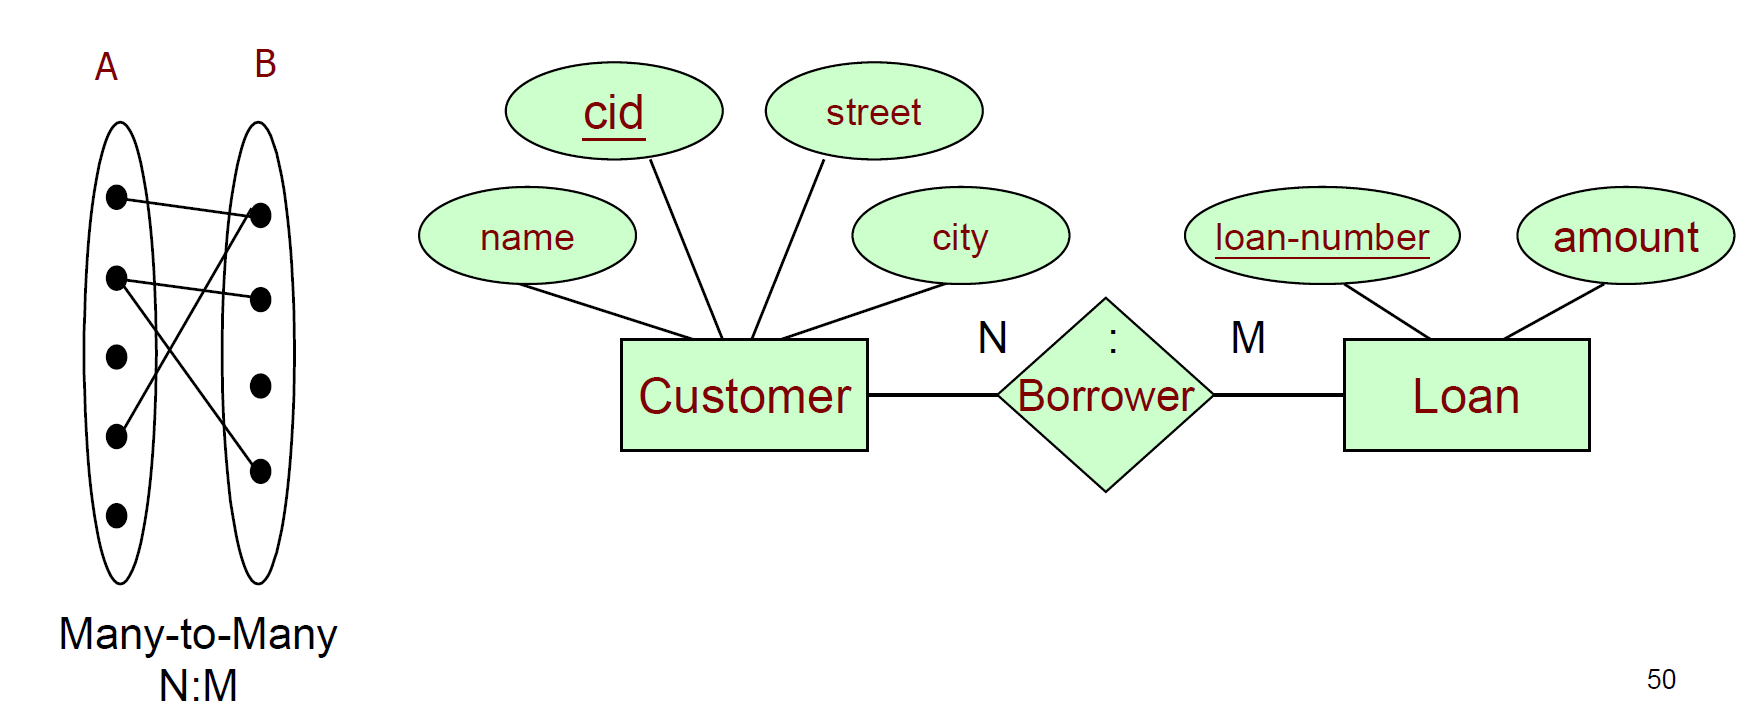 A
B
cid
street
name
city
loan-number
amount
N
:
M
Customer
Borrower
Loan
Many-to-Many
N:M
50